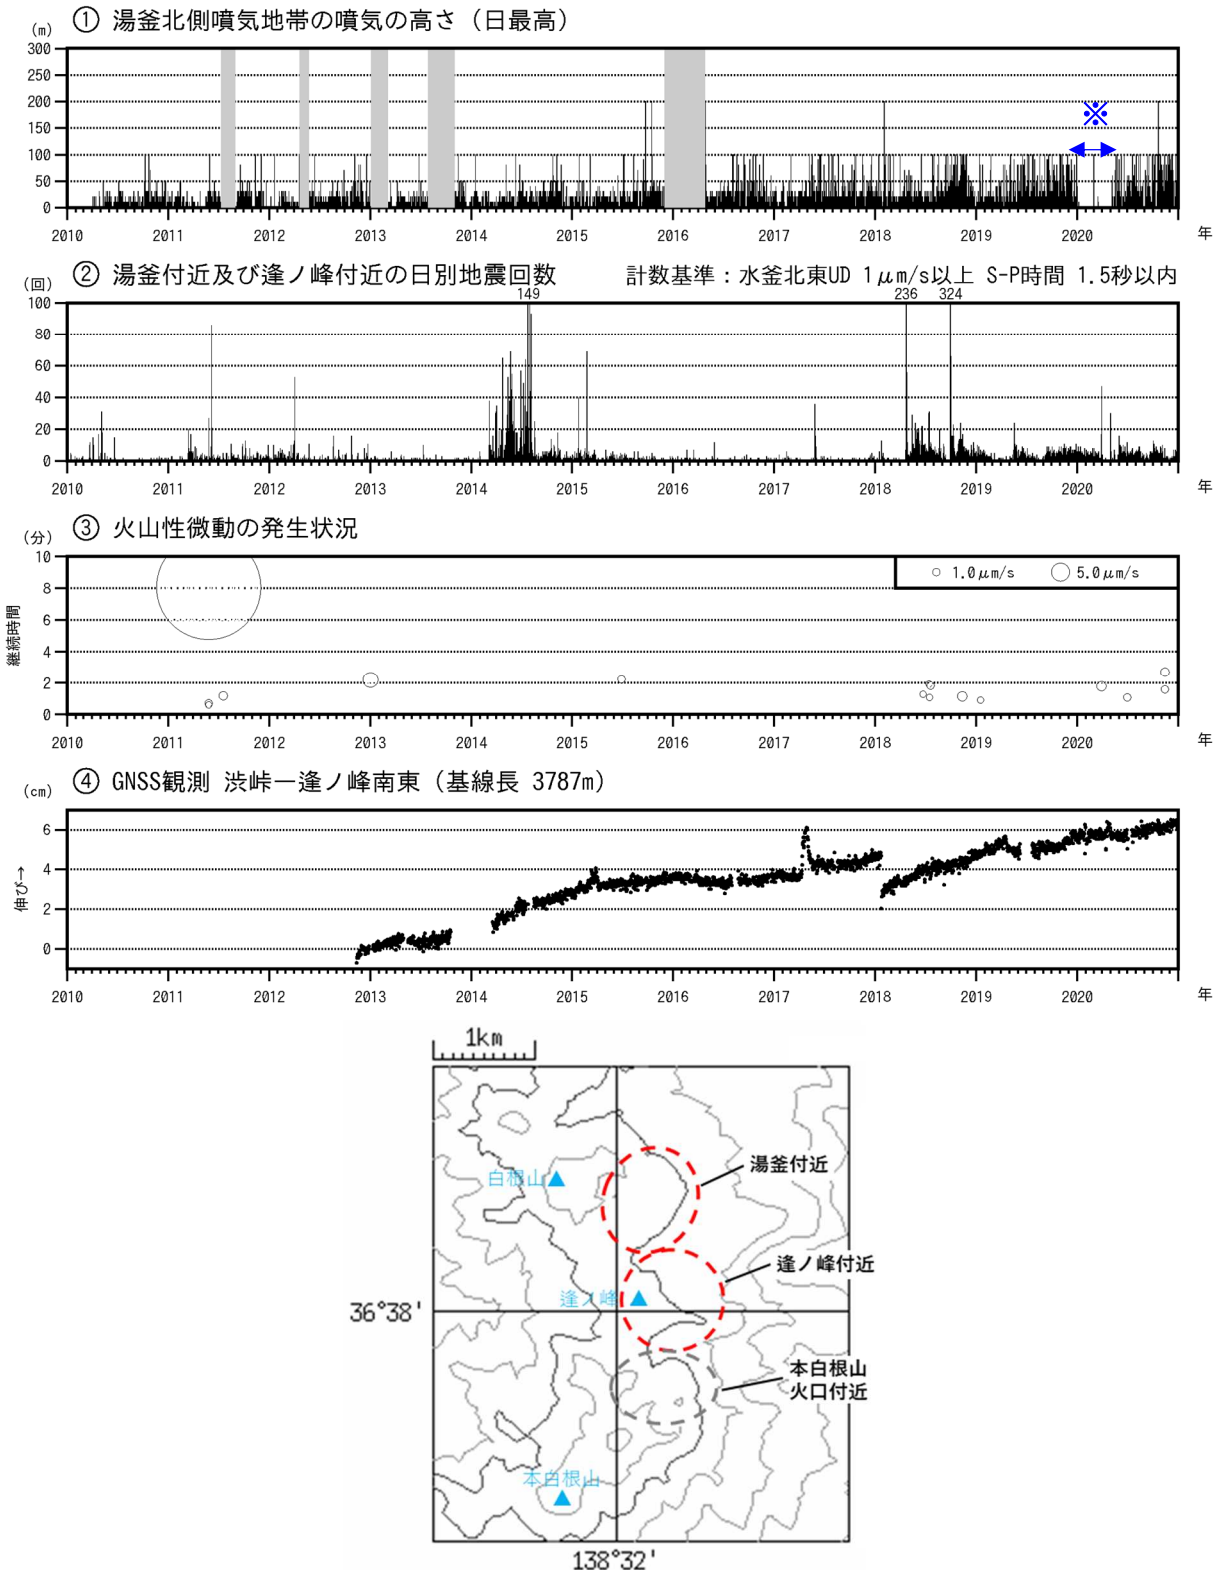 ① 湯釜北側噴気地帯の噴気の高さ（日最高）
(m)
300
250
200
150
100
50
0
※
2010 2011 2012 2013 2014 2015 2016 2017 2018 2019 2020 年
② 湯釜付近及び逢ノ峰付近の日別地震回数 計数基準：水釜北東UD 1μm/s以上 S-P時間 1.5秒以内
(回)
149 236 324
100
80
60
40
20
0
2010 2011 2012 2013 2014 2015 2016 2017 2018 2019 2020 年
③ 火山性微動の発生状況
(分)
継続時間
10
8
6
4
2
0
1.0μm/s 5.0μm/s
2010 2011 2012 2013 2014 2015 2016 2017 2018 2019 2020 年
④ GNSS観測 渋峠－逢ノ峰南東（基線長 3787m）
(cm)
伸び→
6
4
2
0
2010 2011 2012 2013 2014 2015 2016 2017 2018 2019 2020 年
1km
白根山
湯釜付近
逢ノ峰付近
逢ノ峰
36°38'
本白根山
火口付近
本白根山
138°32'